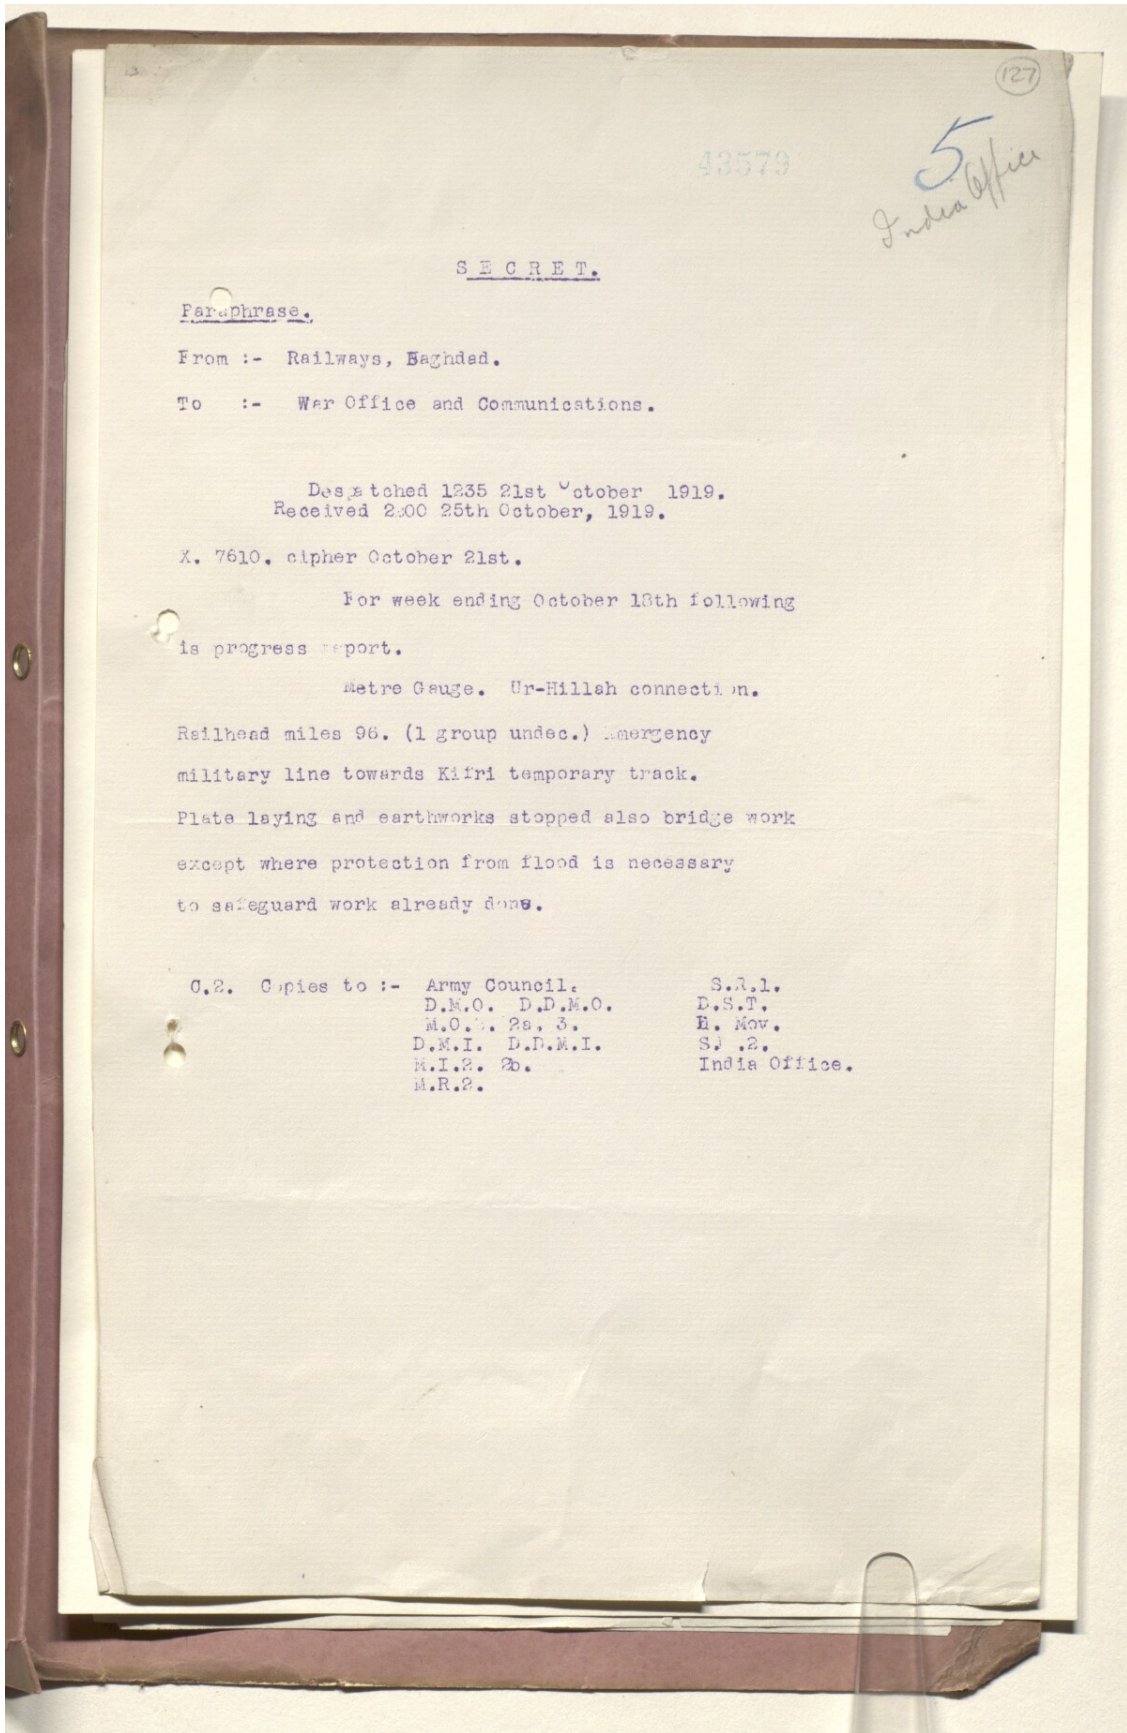 127
5
India Office
43579
SECRET.
Paraphrase.
From :- Railways, Baghdad.
To :- War Office and Communications.
Despatched 1235 21st October 1919.
Received 25th October, 1919.
X. 7610. cipher October 21st.
For week ending October 18th following
is progress report.
Metre Gauge. Ur-Hillah connection.
Railhead miles 96. (1 group undec.) Emergency
military line towards Kifri temporary track.
Plate laying and earthworks stopped also bridge work
except where protection from flood is necessary
to safeguard work already done.
C.2. Copies to :- Army Council. S.R.1.
D.M.O. D.D.M.O. D.S.T.
2a. 3. Mov.
D.M.I. D.D.M.I.
M.I.2. 2b. India Office.
M.R.2.